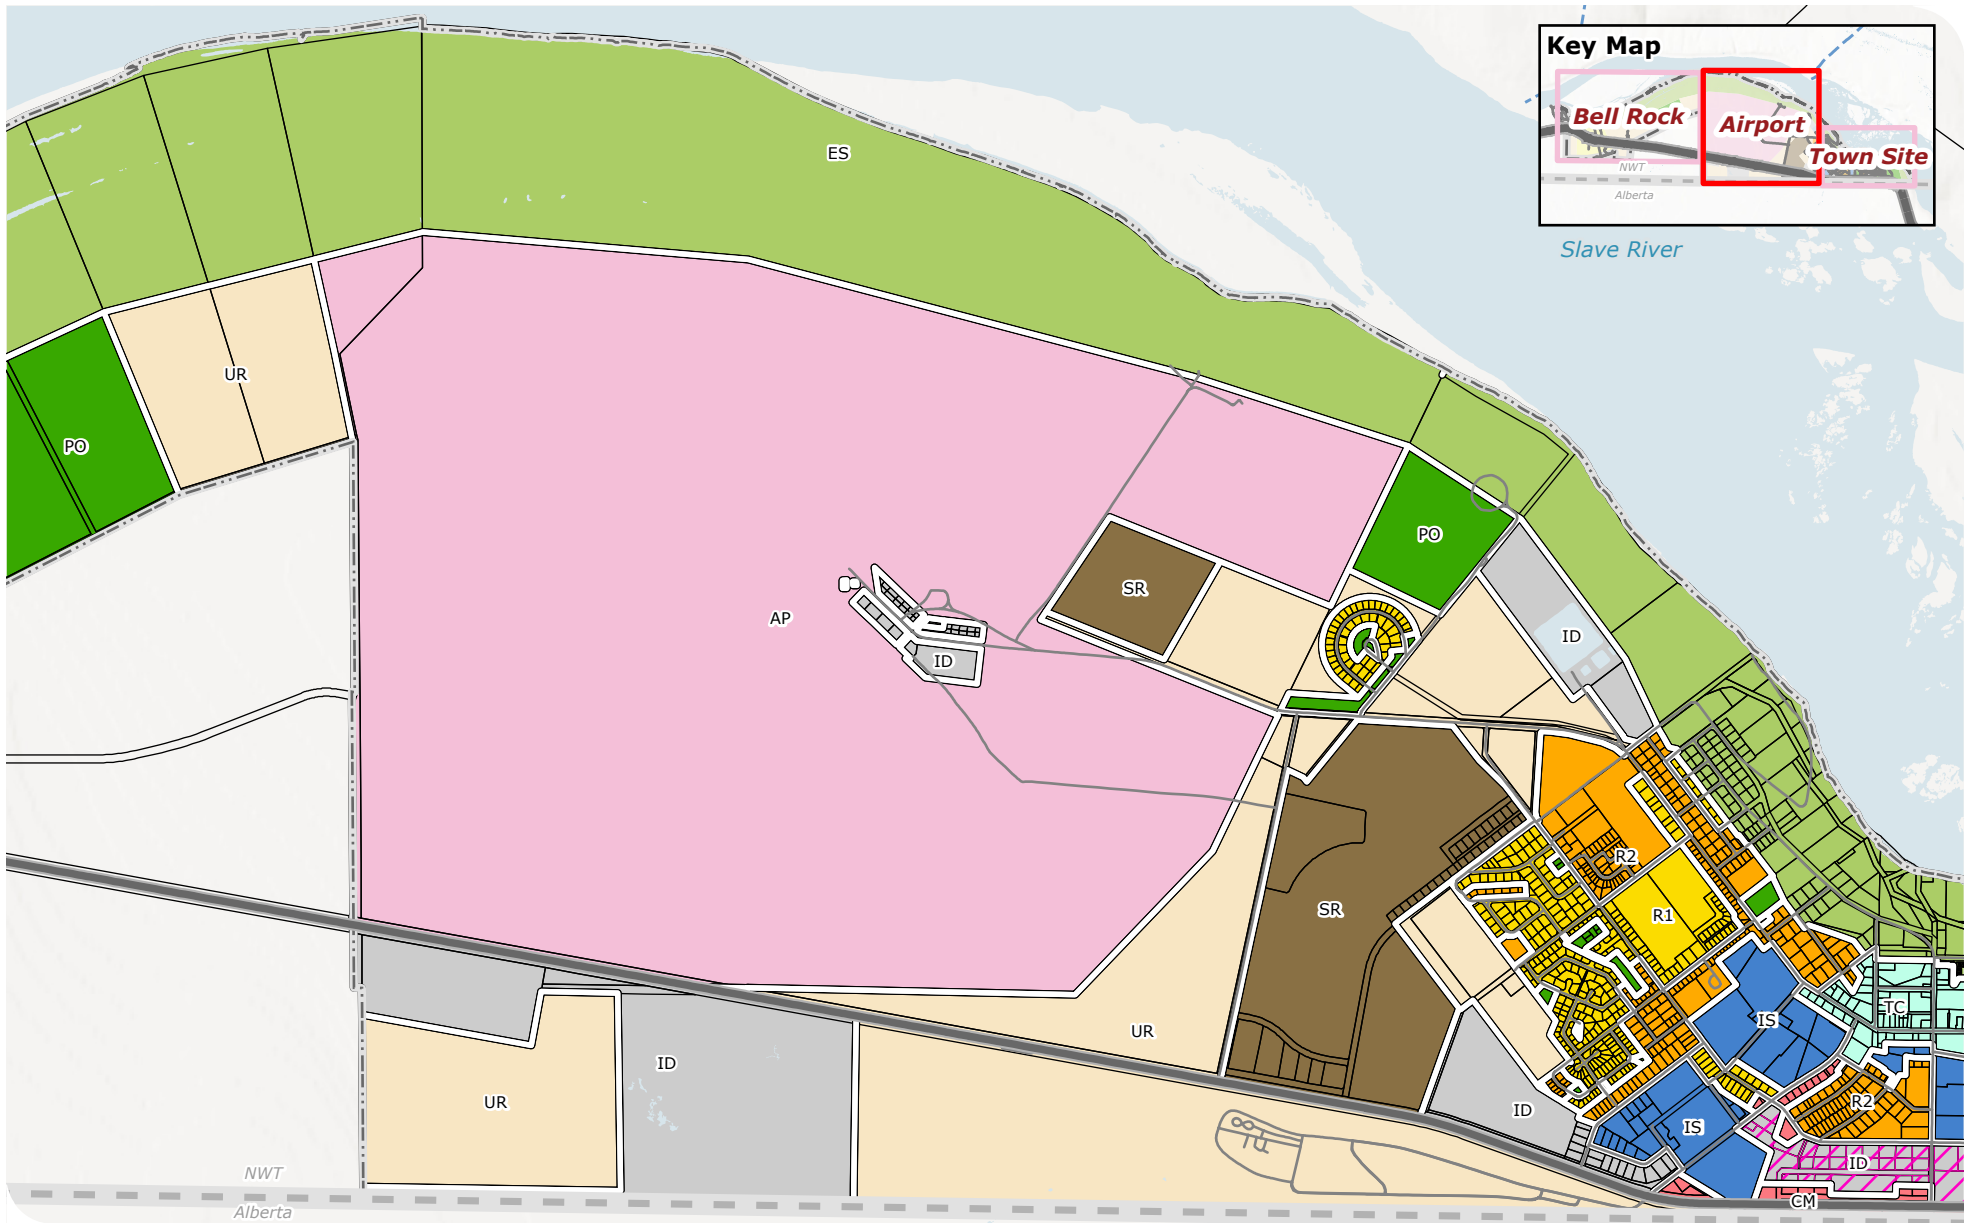 Key Map
Bell Rock
Airport
Town Site
NWT
Alberta
Slave River
ES
UR
PO
PO
SR
AP
ID
ID
R2
SR
R1
TC
IS
UR
ID
UR
ID
R2
IS
ID
CM
NWT
Alberta